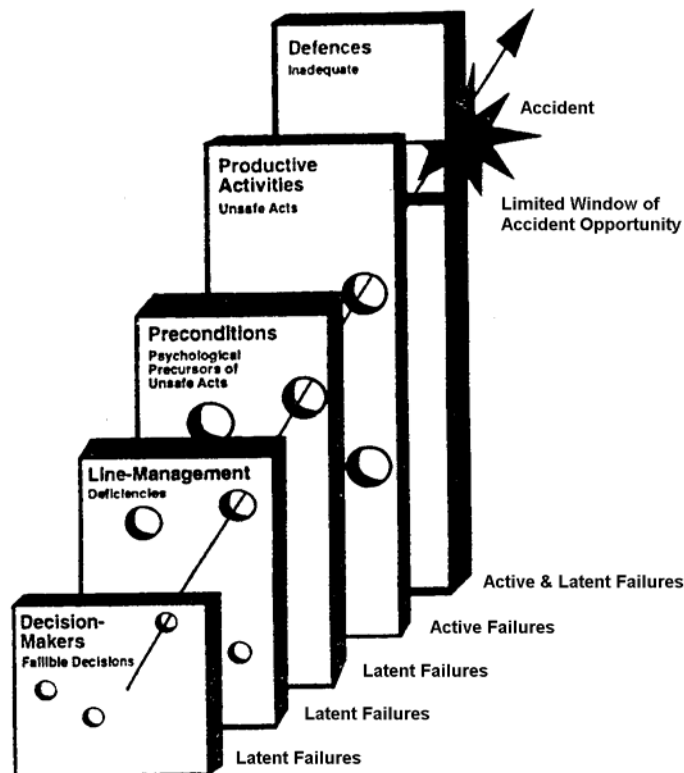 Defences
Inadequate
Accident
Productive
Activities
Unsafe Acts
Limited Window of
Accident Opportunity
Preconditions
Psychological
Precursors of
Unsafe Acts
Line-Management
Deficiencies
Decision-
Makers
Fallible Decisions
Active & Latent Failures
Active Failures
Latent Failures
Latent Failures
Latent Failures